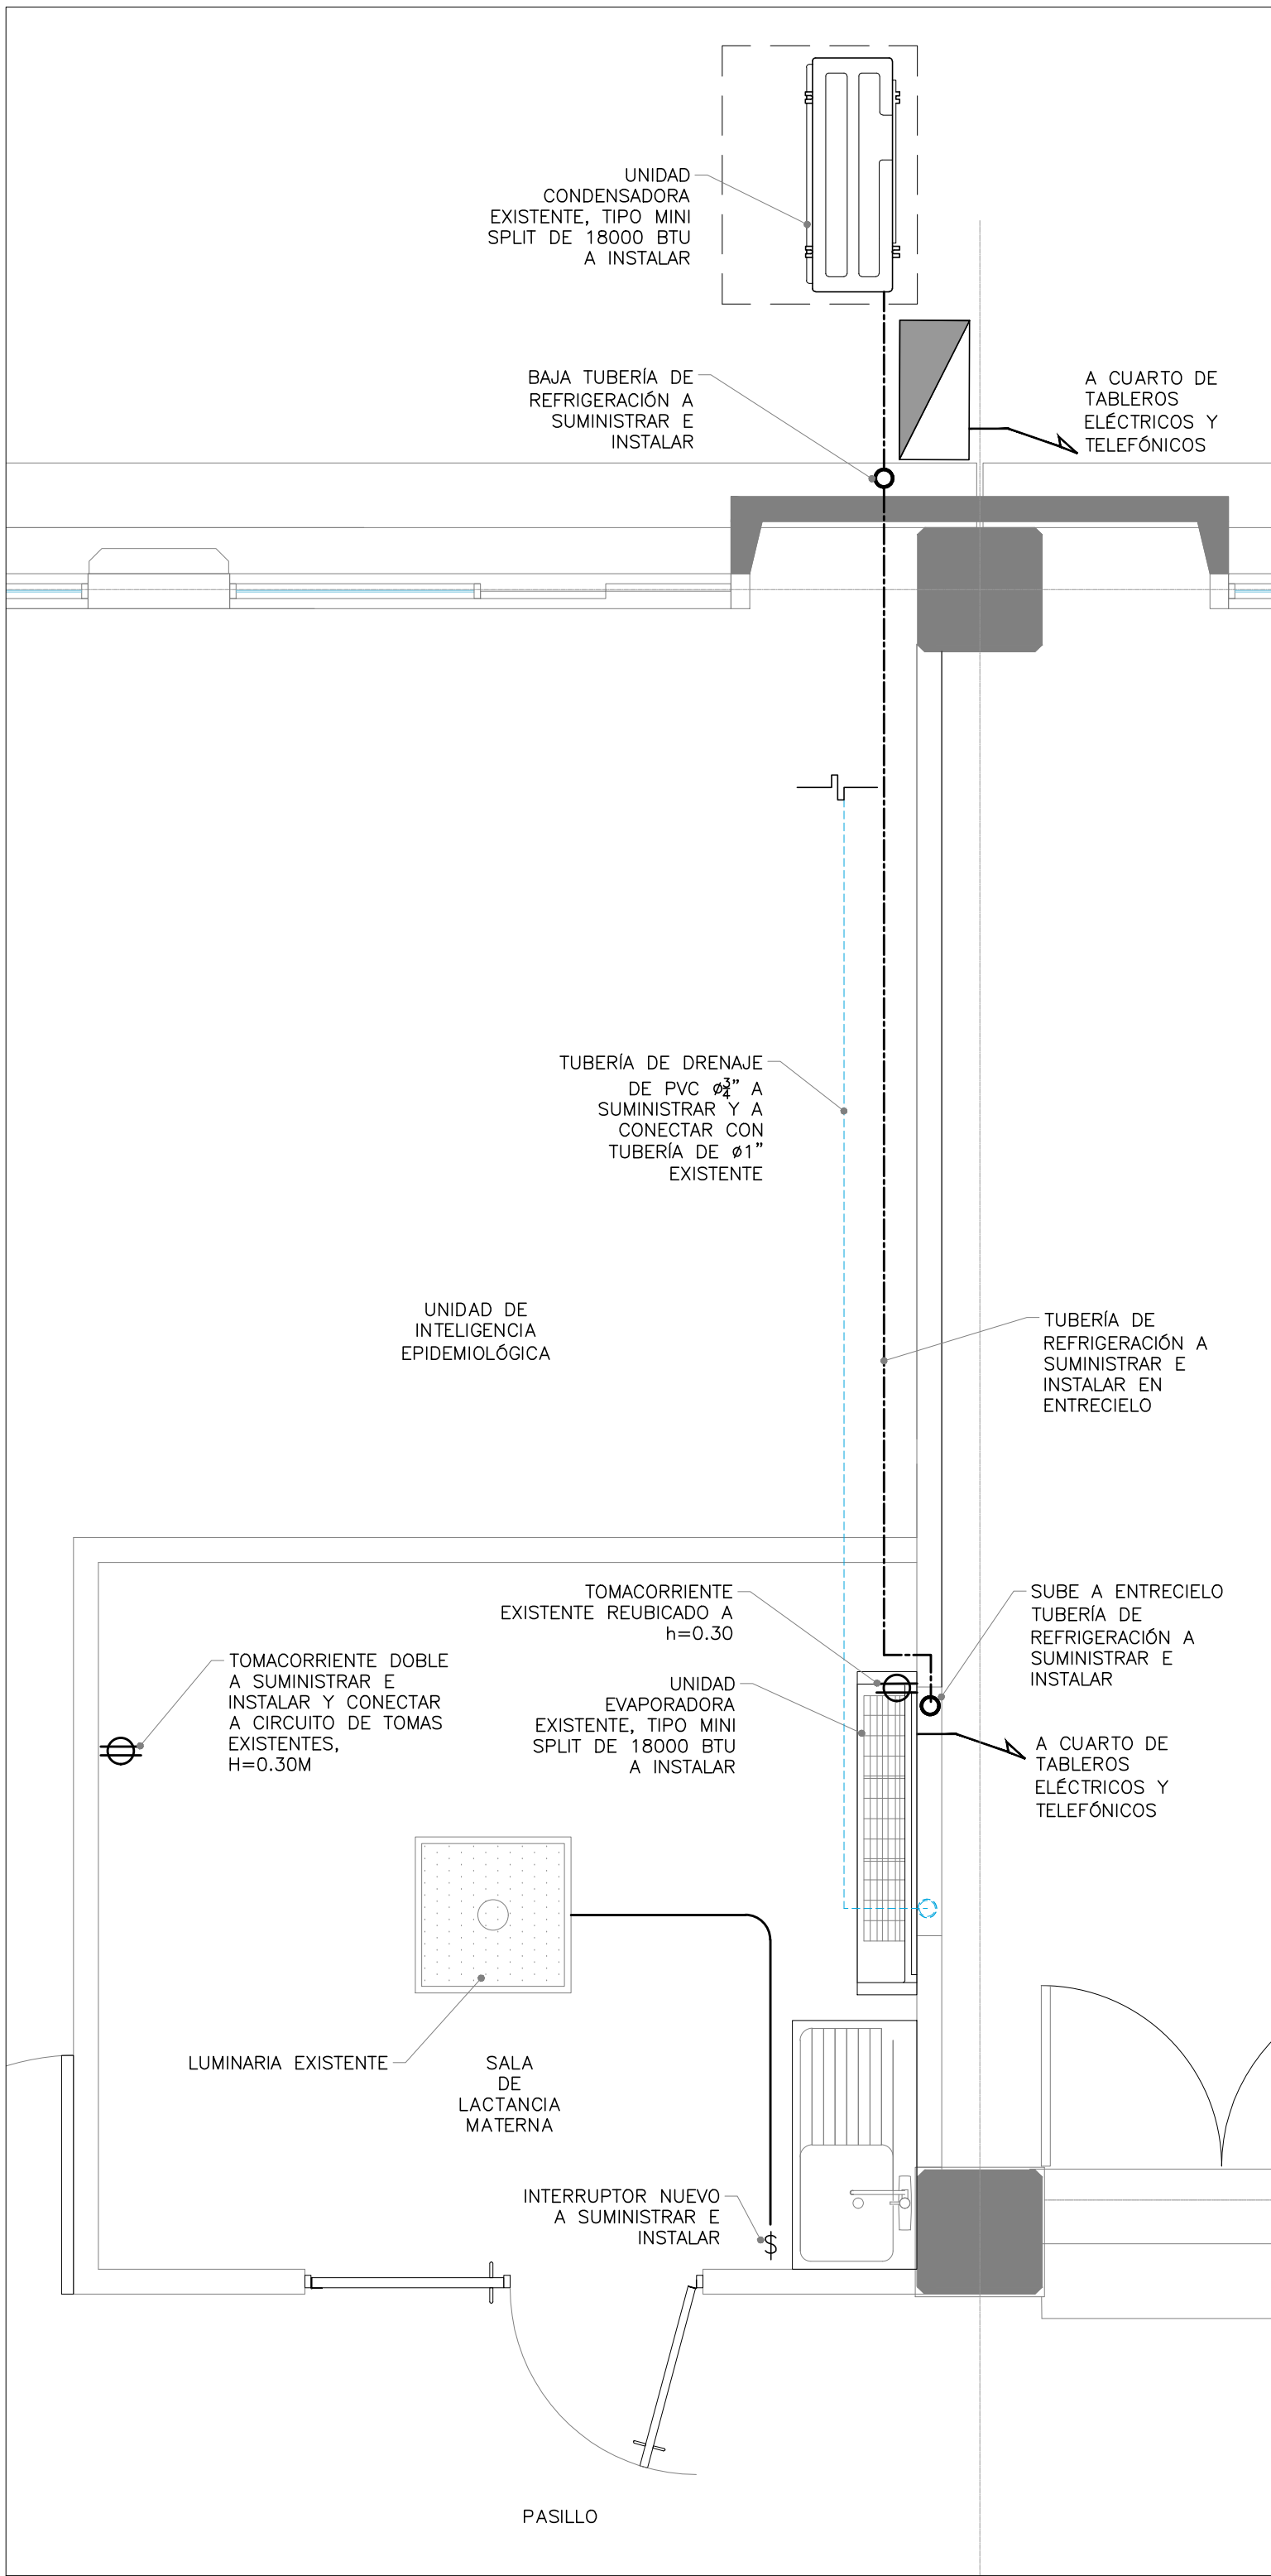 UNIDAD
CONDENSADORA
EXISTENTE, TIPO MINI
SPLIT DE 18000 BTU
A INSTALAR
BAJA TUBERÍA DE
REFRIGERACIÓN A
SUMINISTRAR E
INSTALAR
A CUARTO DE
TABLEROS
ELÉCTRICOS Y
TELEFÓNICOS
TUBERÍA DE DRENAJE
DE PVC ø3/4" A
SUMINISTRAR Y A
CONECTAR CON
TUBERÍA DE ø1"
EXISTENTE
UNIDAD DE
INTELIGENCIA
EPIDEMIOLÓGICA
TUBERÍA DE
REFRIGERACIÓN A
SUMINISTRAR E
INSTALAR EN
ENTRECIELO
TOMACORRIENTE
EXISTENTE REUBICADO A
h=0.30
SUBE A ENTRECIELO
TUBERÍA DE
REFRIGERACIÓN A
SUMINISTRAR E
INSTALAR
TOMACORRIENTE DOBLE
A SUMINISTRAR E
INSTALAR Y CONECTAR
A CIRCUITO DE TOMAS
EXISTENTES,
H=0.30M
UNIDAD
EVAPORADORA
EXISTENTE, TIPO MINI
SPLIT DE 18000 BTU
A INSTALAR
A CUARTO DE
TABLEROS
ELÉCTRICOS Y
TELEFÓNICOS
LUMINARIA EXISTENTE
SALA
DE
LACTANCIA
MATERNA
INTERRUPTOR NUEVO
A SUMINISTRAR E
INSTALAR
$
PASILLO